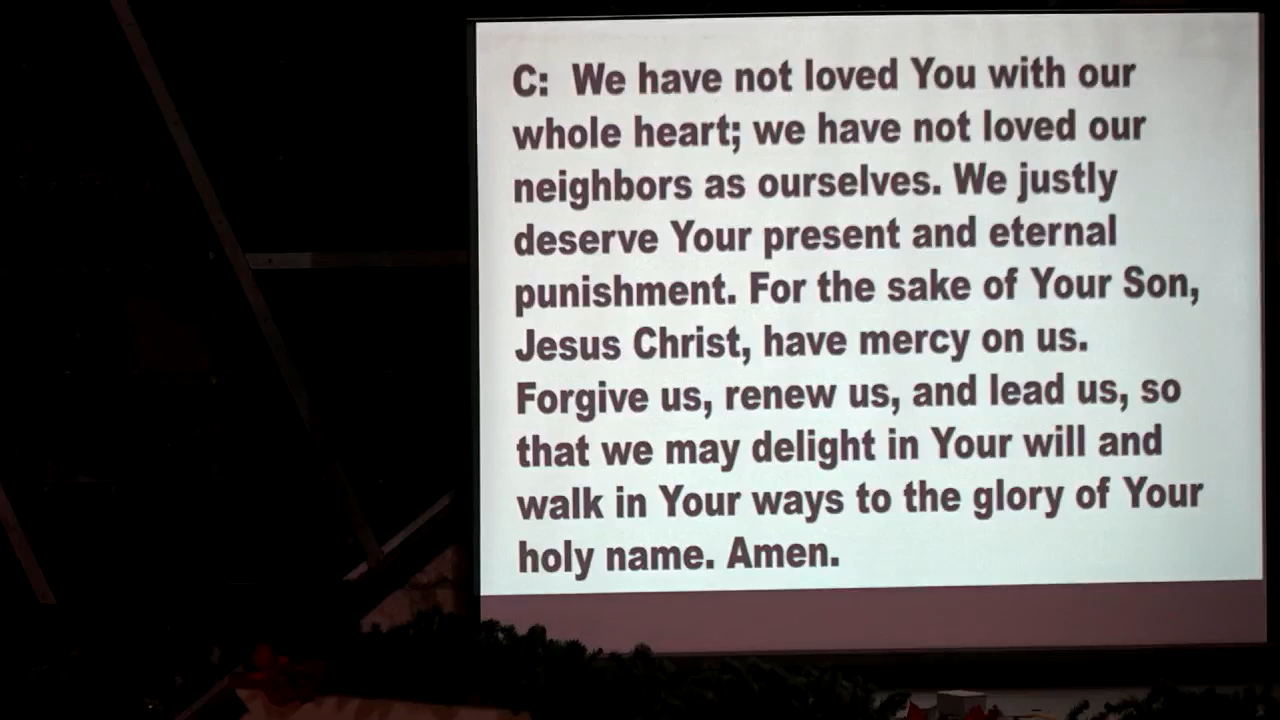 C: We have not loved You with our
whole heart; we have not loved our
neighbors as ourselves. We justly
deserve Your present and eternal
punishment. For the sake of Your Son,
Jesus Christ, have mercy on us.
Forgive us, renew us, and lead us, so
that we may delight in Your will and
walk in Your ways to the glory of Your
holy name. Amen.